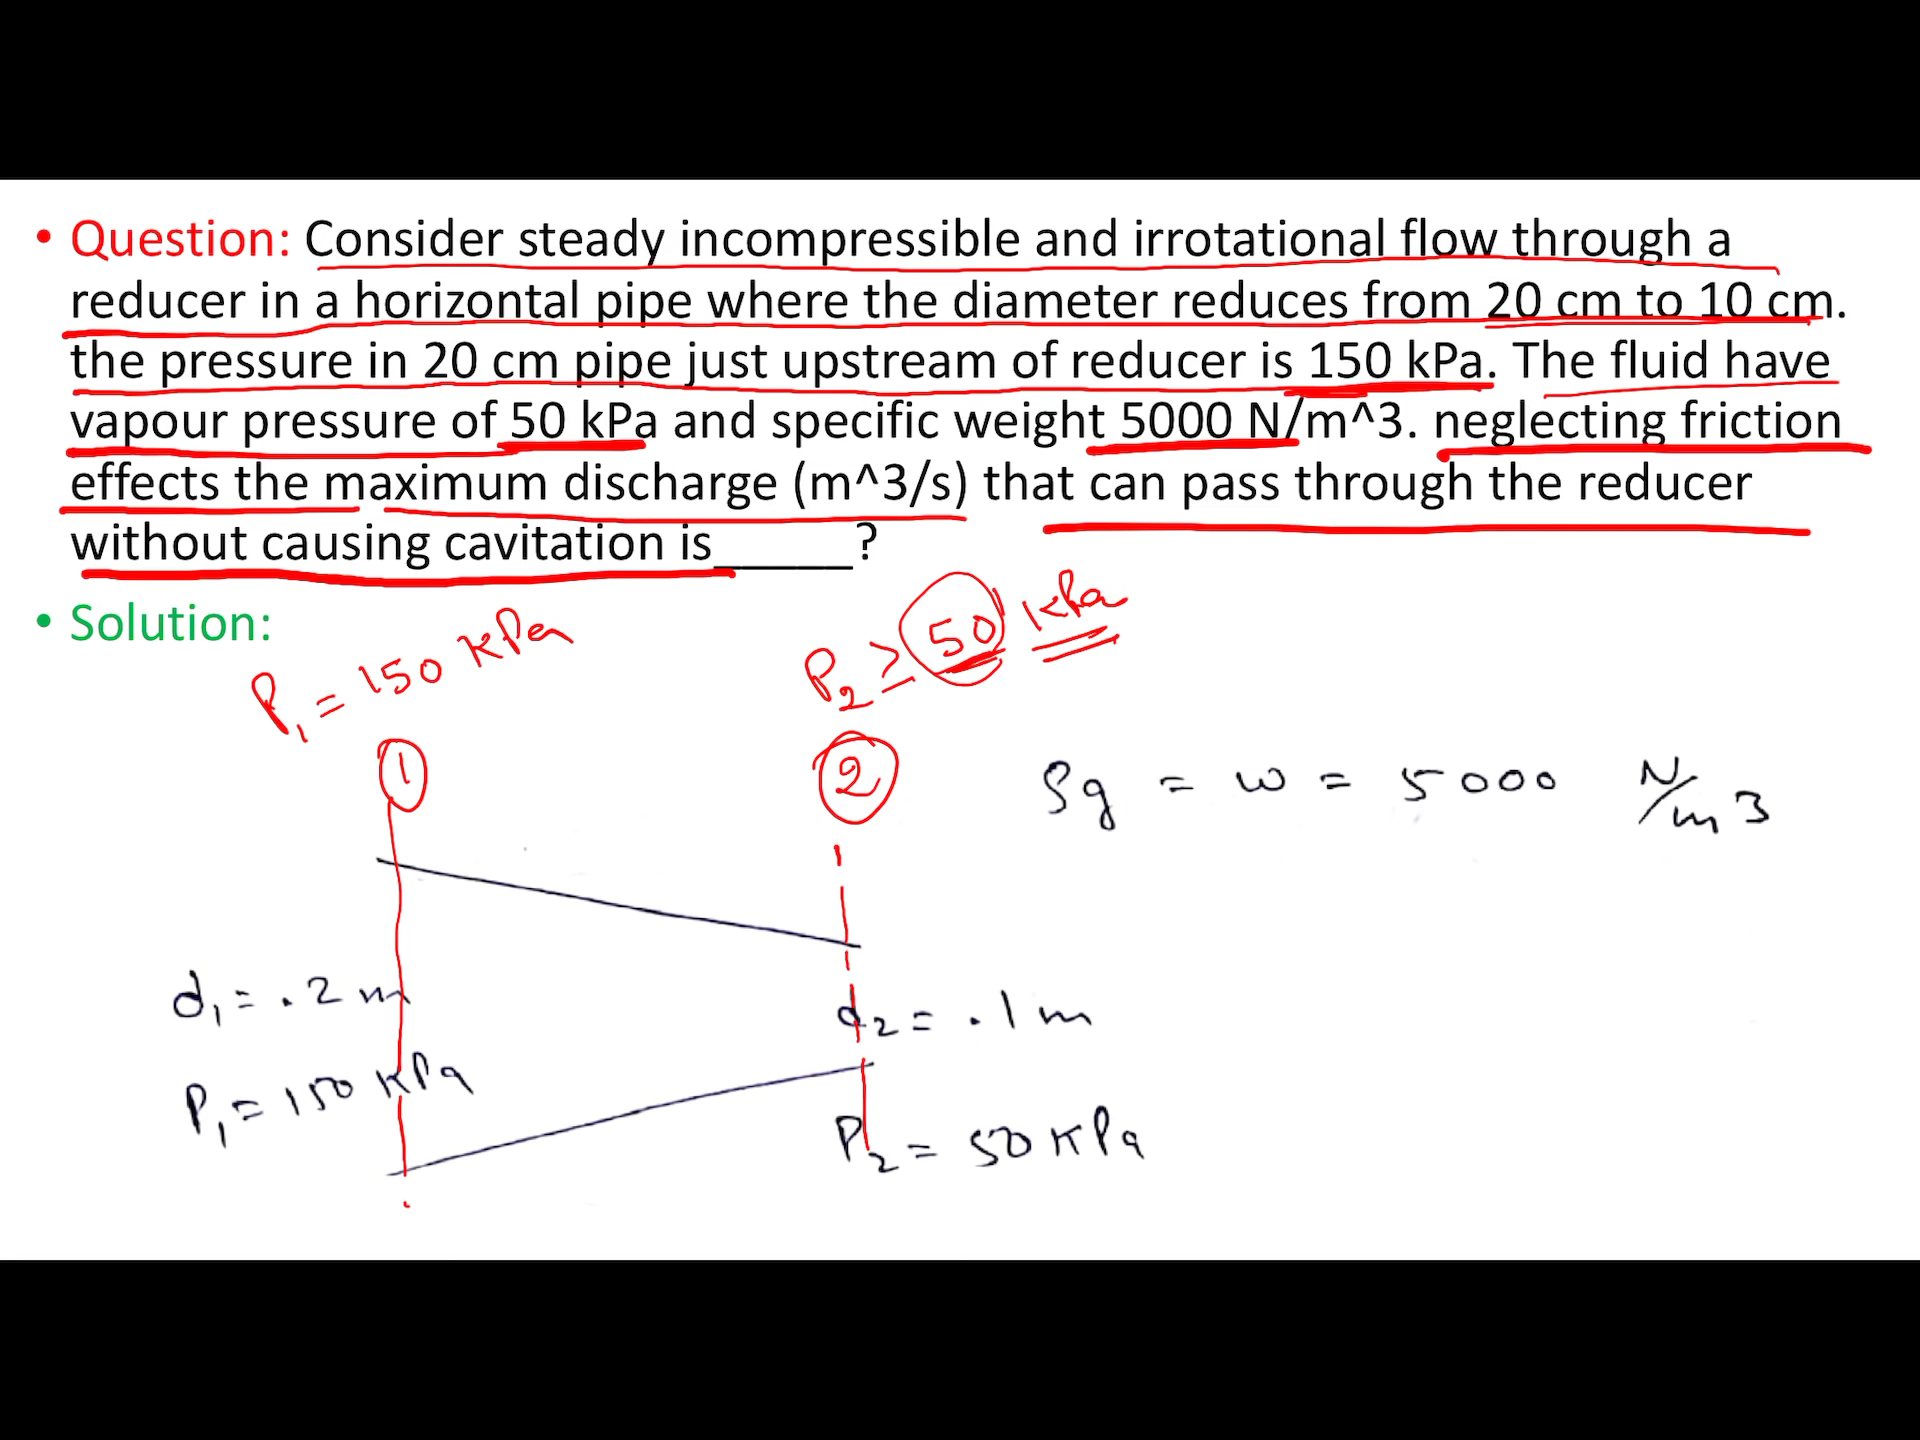 • Question: Consider steady incompressible and irrotational flow through a
reducer in a horizontal pipe where the diameter reduces from 20 cm to 10 cm.
the pressure in 20 cm pipe just upstream of reducer is 150 kPa. The fluid have
vapour pressure of 50 kPa and specific weight 5000 N/m^3. neglecting friction
effects the maximum discharge (m^3/s) that can pass through the reducer
without causing cavitation is_____?
• Solution:
P₁ = 150 KPa
P₂ ≥ 50 KPa
1
2
ρg = w = 5000 N/m3
d₁ = .2 m
d₂ = .1 m
P₁ = 150 KPa
P₂ = 50 KPa